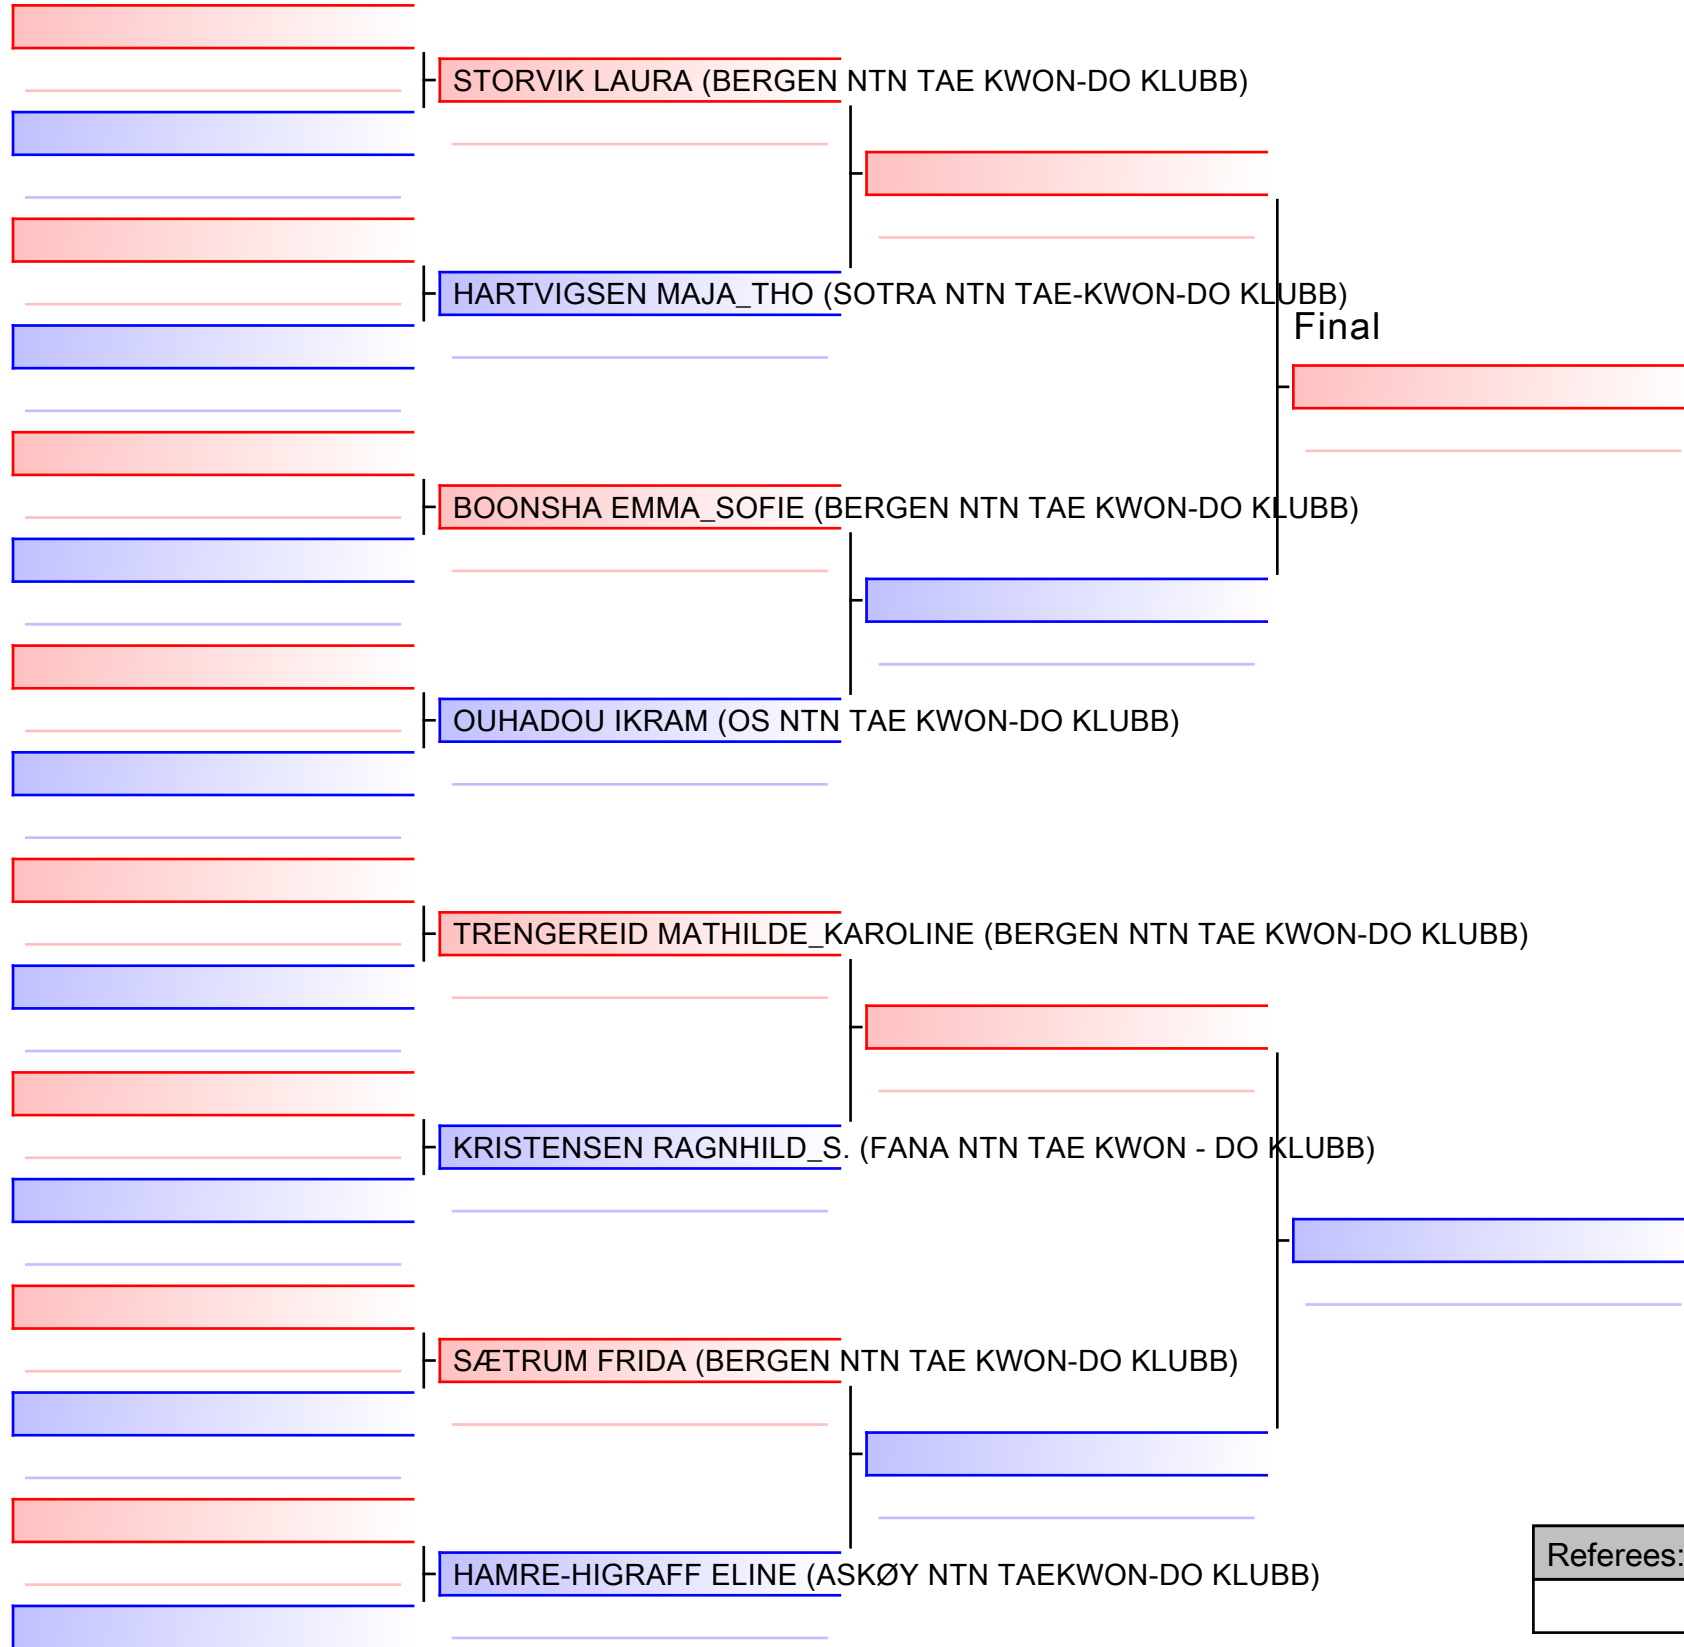 STORVIK LAURA (BERGEN NTN TAE KWON-DO KLUBB)
HARTVIGSEN MAJA_THO (SOTRA NTN TAE-KWON-DO KLUBB)
Final
BOONSHA EMMA_SOFIE (BERGEN NTN TAE KWON-DO KLUBB)
OUHADOU IKRAM (OS NTN TAE KWON-DO KLUBB)
TRENGEREID MATHILDE_KAROLINE (BERGEN NTN TAE KWON-DO KLUBB)
KRISTENSEN RAGNHILD_S. (FANA NTN TAE KWON - DO KLUBB)
SÆTRUM FRIDA (BERGEN NTN TAE KWON-DO KLUBB)
Referees:
HAMRE-HIGRAFF ELINE (ASKØY NTN TAEKWON-DO KLUBB)